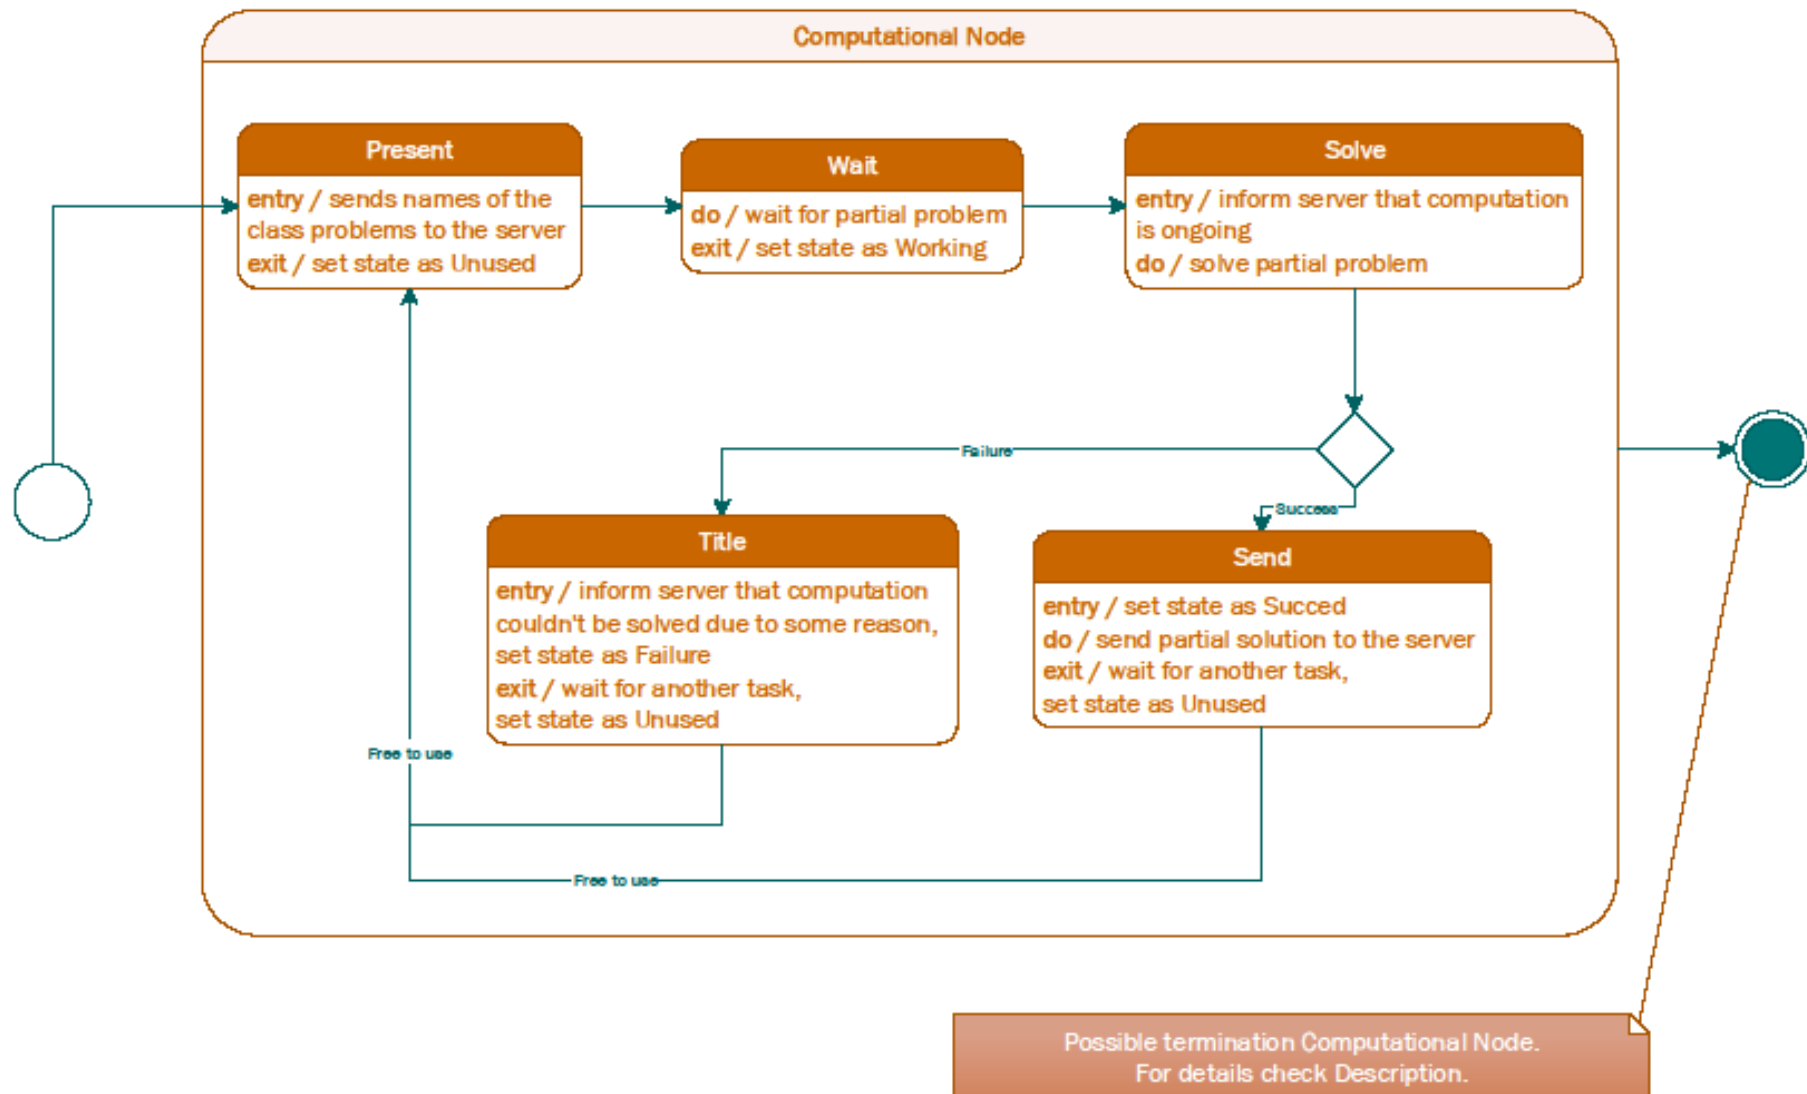 Computational Node
Present
entry / sends names of the
class problems to the server
exit / set state as Unused
Wait
do / wait for partial problem
exit / set state as Working
Solve
entry / inform server that computation
is ongoing
do / solve partial problem
Failure
Success
Title
entry / inform server that computation
couldn't be solved due to some reason,
set state as Failure
exit / wait for another task,
set state as Unused
Send
entry / set state as Succed
do / send partial solution to the server
exit / wait for another task,
set state as Unused
Free to use
Free to use
Possible termination Computational Node.
For details check Description.